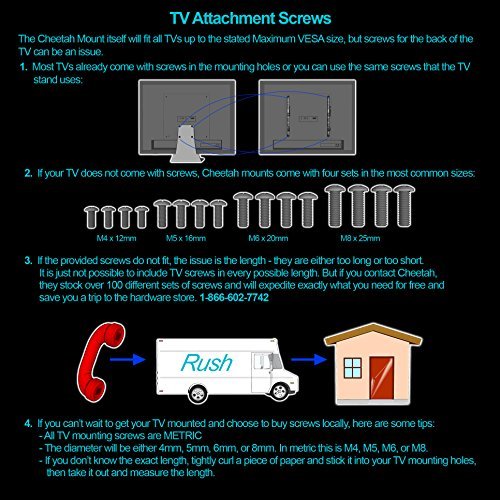 TV Attachment Screws
The Cheetah Mount itself will fit all TVs up to the stated Maximum VESA size, but screws for the back of the
TV can be an issue.
1. Most TVs already come with screws in the mounting holes or you can use the same screws that the TV
stand uses:
2. If your TV does not come with screws, Cheetah mounts come with four sets in the most common sizes:
M4 x 12mm M5 x 16mm M6 x 20mm M8 x 25mm
3. If the provided screws do not fit, the issue is the length - they are either too long or too short.
It is just not possible to include TV screws in every possible length. But if you contact Cheetah,
they stock over 100 different sets of screws and will expedite exactly what you need for free and
save you a trip to the hardware store. 1-866-602-7742
Rush
4. If you can't wait to get your TV mounted and choose to buy screws locally, here are some tips:
- All TV mounting screws are METRIC
- The diameter will be either 4mm, 5mm, 6mm, or 8mm. In metric this is M4, M5, M6, or M8.
- If you don't know the exact length, tightly curl a piece of paper and stick it into your TV mounting holes,
then take it out and measure the length.